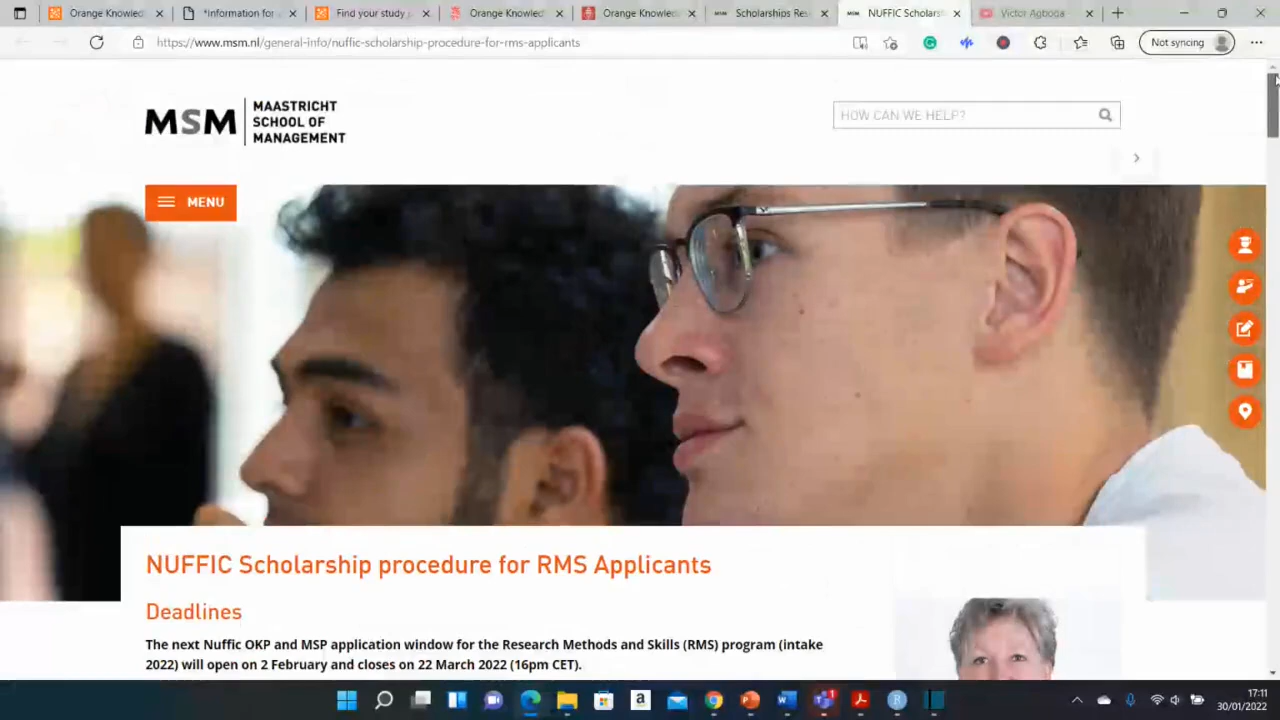 Orange Knowled
*Information for
Find your study
Orange Knowled
Orange Knowled
Scholarships Res
NUFFIC Scholarsh
Victor Agboga
https://www.msm.nl/general-info/nuffic-scholarship-procedure-for-rms-applicants
Not syncing
MSM
MAASTRICHT
SCHOOL OF
MANAGEMENT
HOW CAN WE HELP?
MENU
NUFFIC Scholarship procedure for RMS Applicants
Deadlines
The next Nuffic OKP and MSP application window for the Research Methods and Skills (RMS) program (intake
2022) will open on 2 February and closes on 22 March 2022 (16pm CET).
17:11
30/01/2022